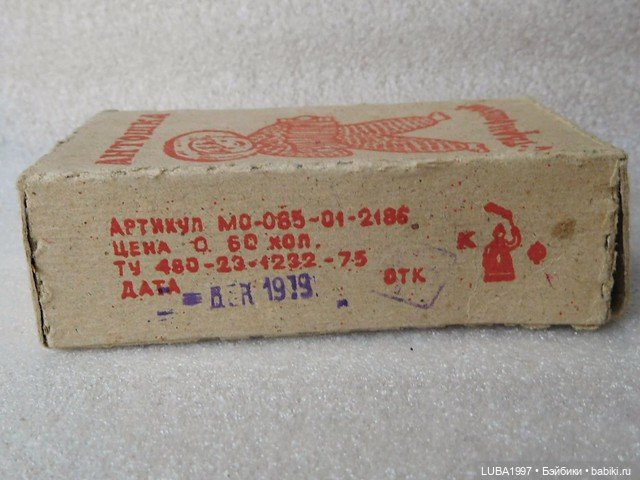 АНТОШКА
АРТИКУЛ МО-065-01-2186
ЦЕНА 0. 60 КОП.
ТУ 480-23-1232-75
ДАТА
1979
ОТК
К Ф
LUBA1997 • Бэйбики • babiki.ru